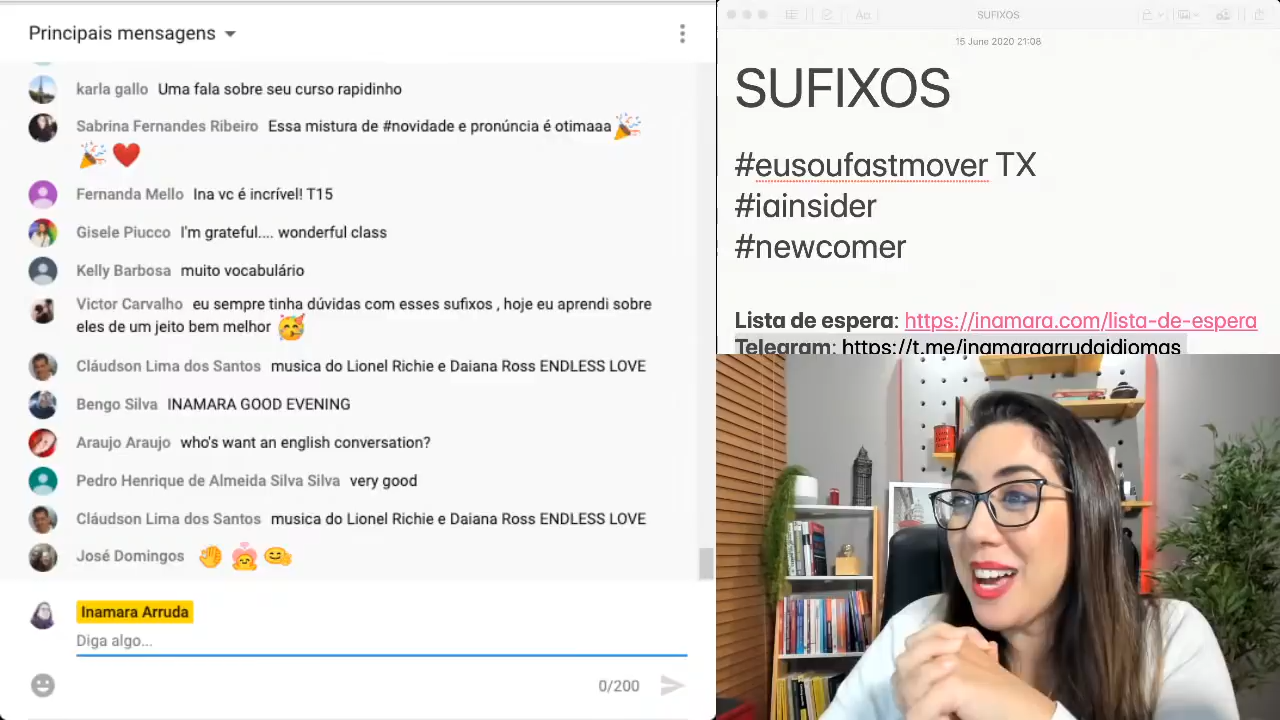 Principais mensagens
karla gallo Uma fala sobre seu curso rapidinho
Sabrina Fernandes Ribeiro Essa mistura de #novidade e pronúncia é otimaaa
Fernanda Mello Ina vc é incrível! T15
Gisele Piucco I'm grateful.... wonderful class
Kelly Barbosa muito vocabulário
Victor Carvalho eu sempre tinha dúvidas com esses sufixos , hoje eu aprendi sobre
eles de um jeito bem melhor
Cláudson Lima dos Santos musica do Lionel Richie e Daiana Ross ENDLESS LOVE
Bengo Silva INAMARA GOOD EVENING
Araujo Araujo who's want an english conversation?
Pedro Henrique de Almeida Silva Silva very good
Cláudson Lima dos Santos musica do Lionel Richie e Daiana Ross ENDLESS LOVE
José Domingos
Inamara Arruda
Diga algo...
0/200
Aa
SUFIXOS
15 June 2020 21:08
SUFIXOS
#eusoufastmover TX
#iainsider
#newcomer
Lista de espera: https://inamara.com/lista-de-espera
Telegram: https://t.me/inamaraarrudaidiomas